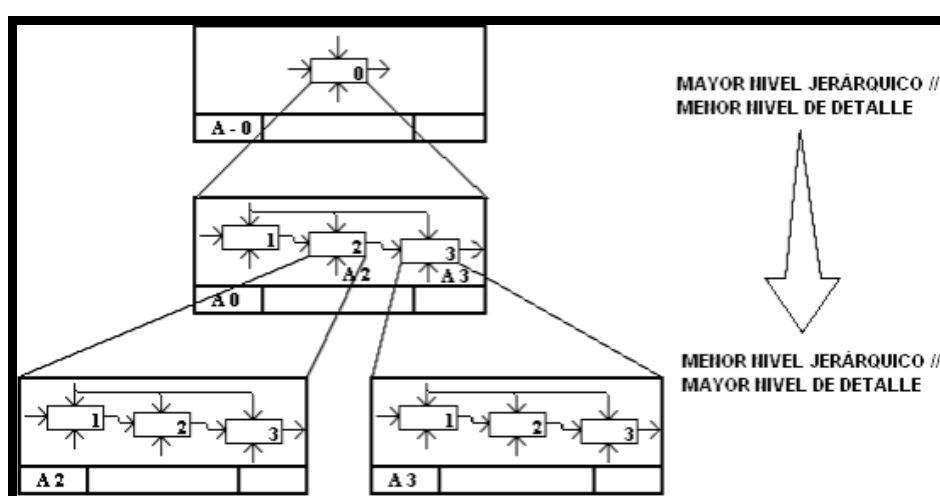 0
A - 0
MAYOR NIVEL JERÁRQUICO //
MENOR NIVEL DE DETALLE
1
2
3
A 2
A 3
A 0
MENOR NIVEL JERÁRQUICO //
MAYOR NIVEL DE DETALLE
1
2
3
A 2
1
2
3
A 3